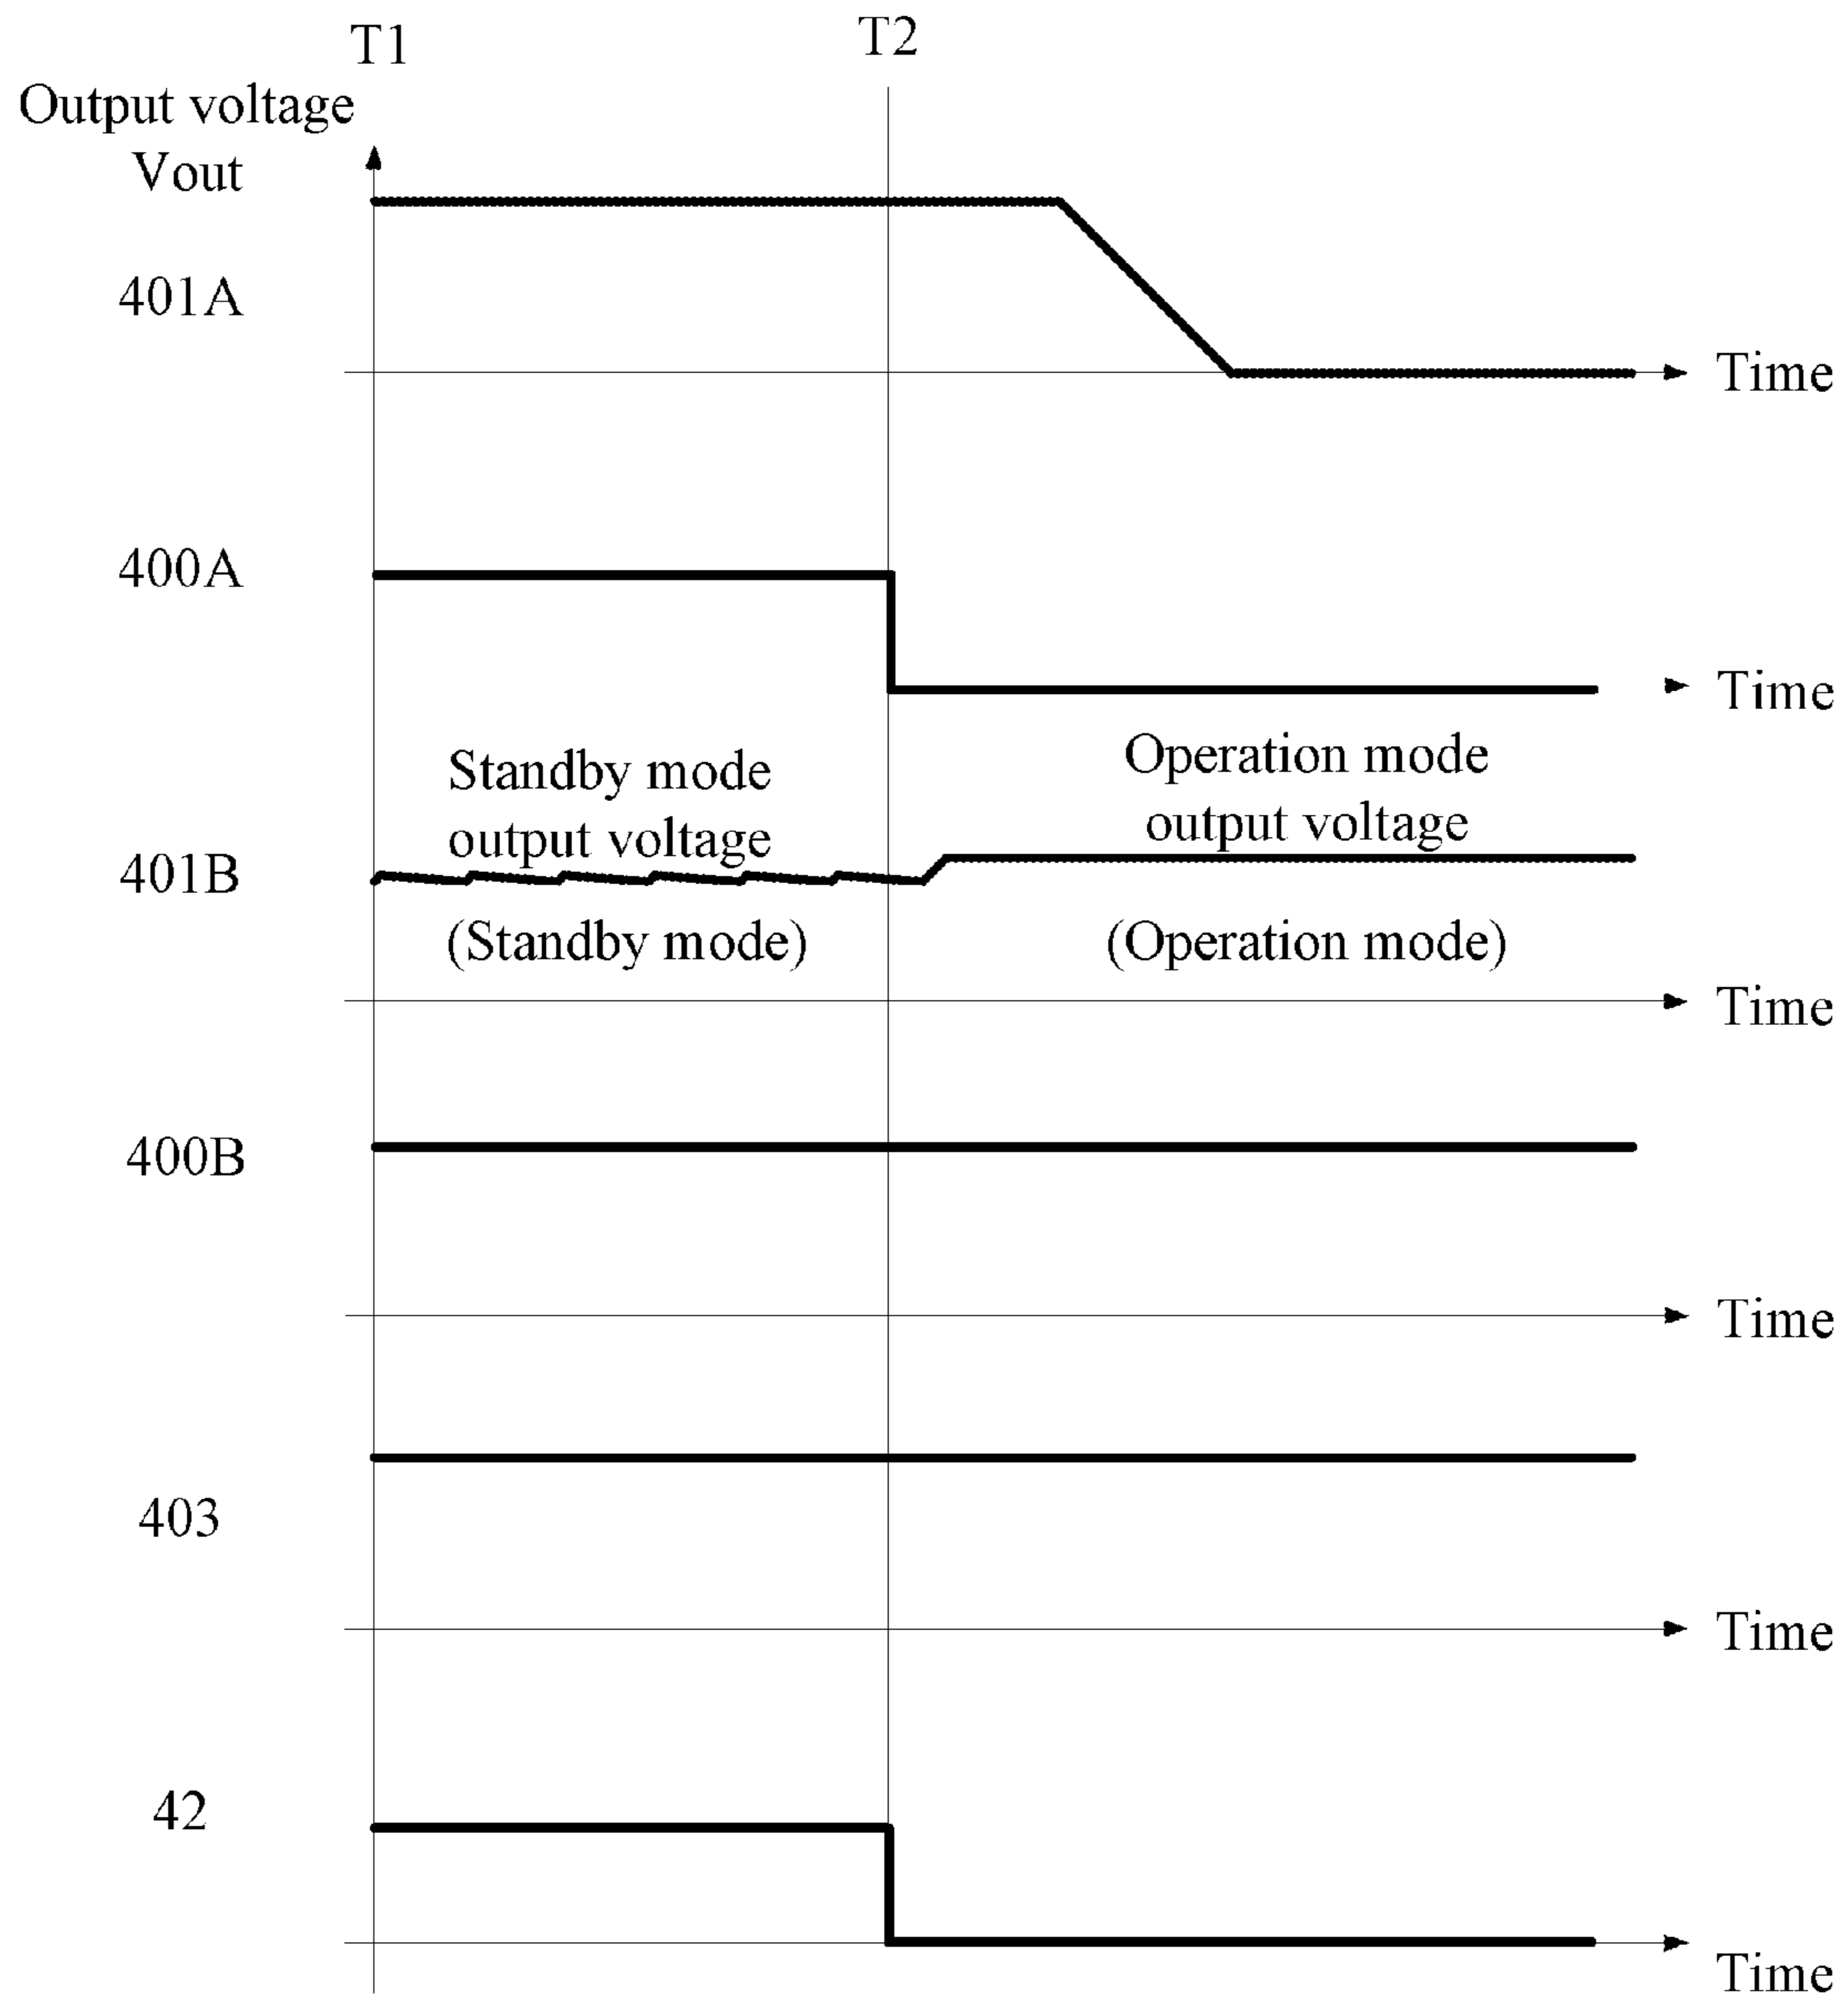 T1
T2
Output voltage
Vout
401A
Time
400A
Time
Standby mode
output voltage
Operation mode
output voltage
401B
(Standby mode)
(Operation mode)
Time
400B
Time
403
Time
42
Time